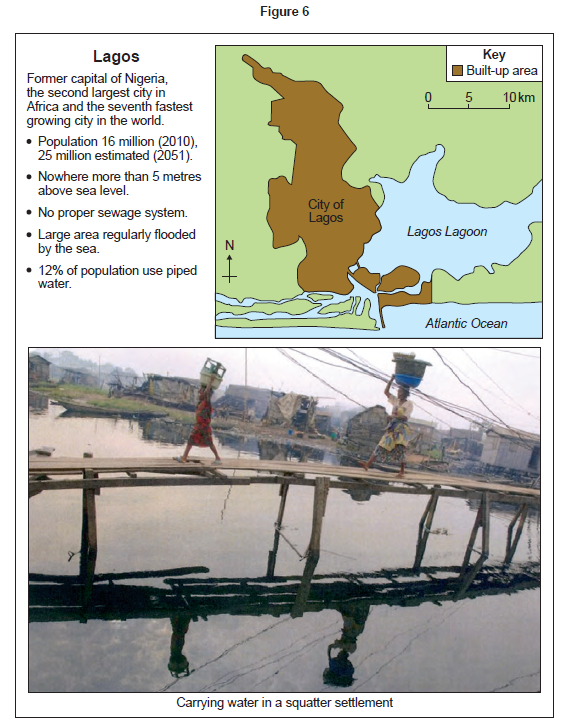 Figure 6
Lagos
Former capital of Nigeria,
the second largest city in
Africa and the seventh fastest
growing city in the world.
• Population 16 million (2010),
25 million estimated (2051).
• Nowhere more than 5 metres
above sea level.
• No proper sewage system.
• Large area regularly flooded
by the sea.
• 12% of population use piped
water.
Key
Built-up area
0 5 10 km
City of
Lagos
Lagos Lagoon
N
Atlantic Ocean
Carrying water in a squatter settlement